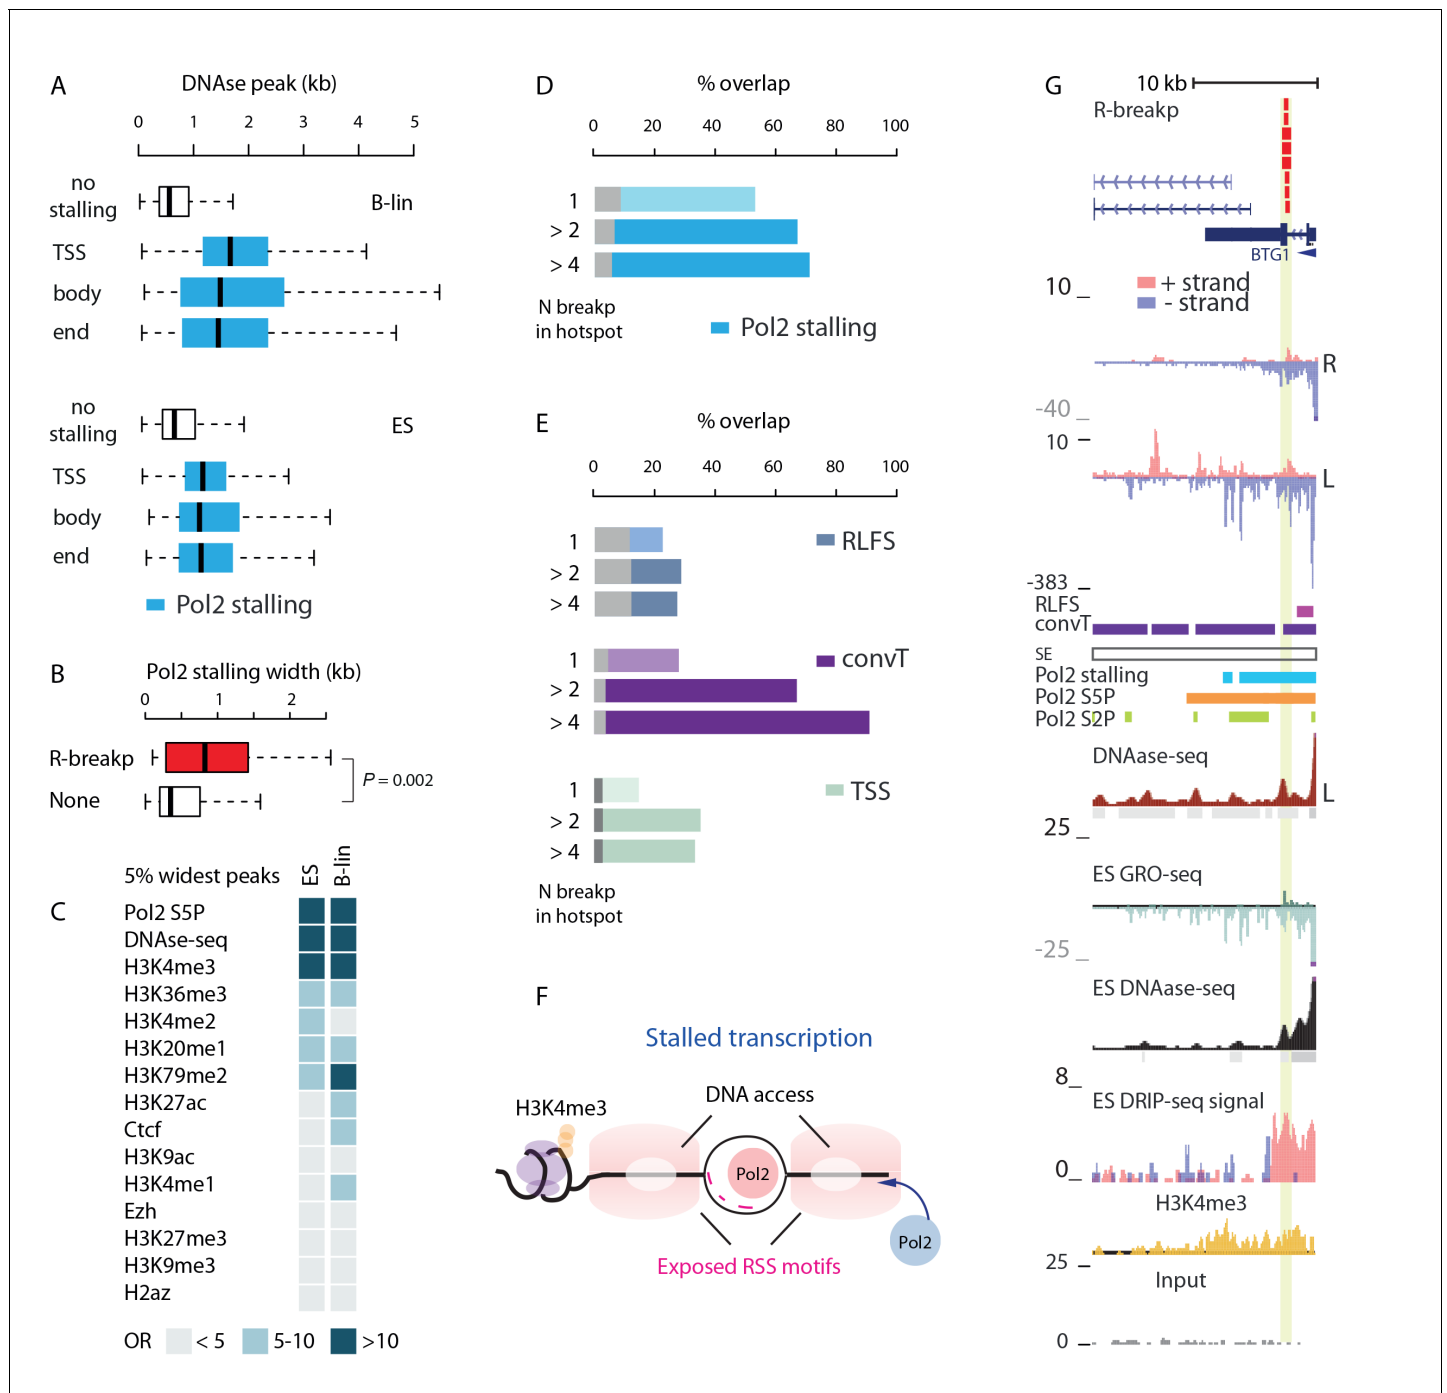 A
DNAse peak (kb)
0 1 2 3 4 5
no
stalling
B-lin
TSS
body
end
no
stalling
ES
TSS
body
end
Pol2 stalling
B
Pol2 stalling width (kb)
0 1 2
R-breakp
None
P = 0.002
5% widest peaks
ES
B-lin
C
Pol2 S5P
DNAse-seq
H3K4me3
H3K36me3
H3K4me2
H3K20me1
H3K79me2
H3K27ac
Ctcf
H3K9ac
H3K4me1
Ezh
H3K27me3
H3K9me3
H2az
OR < 5 5-10 >10
D
% overlap
0 20 40 60 80 100
1
> 2
> 4
N breakp
in hotspot
Pol2 stalling
E
% overlap
0 20 40 60 80 100
1
> 2
> 4
RLFS
1
> 2
> 4
convT
1
> 2
> 4
TSS
N breakp
in hotspot
F
Stalled transcription
DNA access
H3K4me3
Pol2
Pol2
Exposed RSS motifs
G
10 kb
R-breakp
BTG1
10
+ strand
- strand
R
-40
10
L
-383
RLFS
convT
SE
Pol2 stalling
Pol2 S5P
Pol2 S2P
DNAase-seq
L
25
ES GRO-seq
-25
ES DNAase-seq
8
ES DRIP-seq signal
0
H3K4me3
25
Input
0